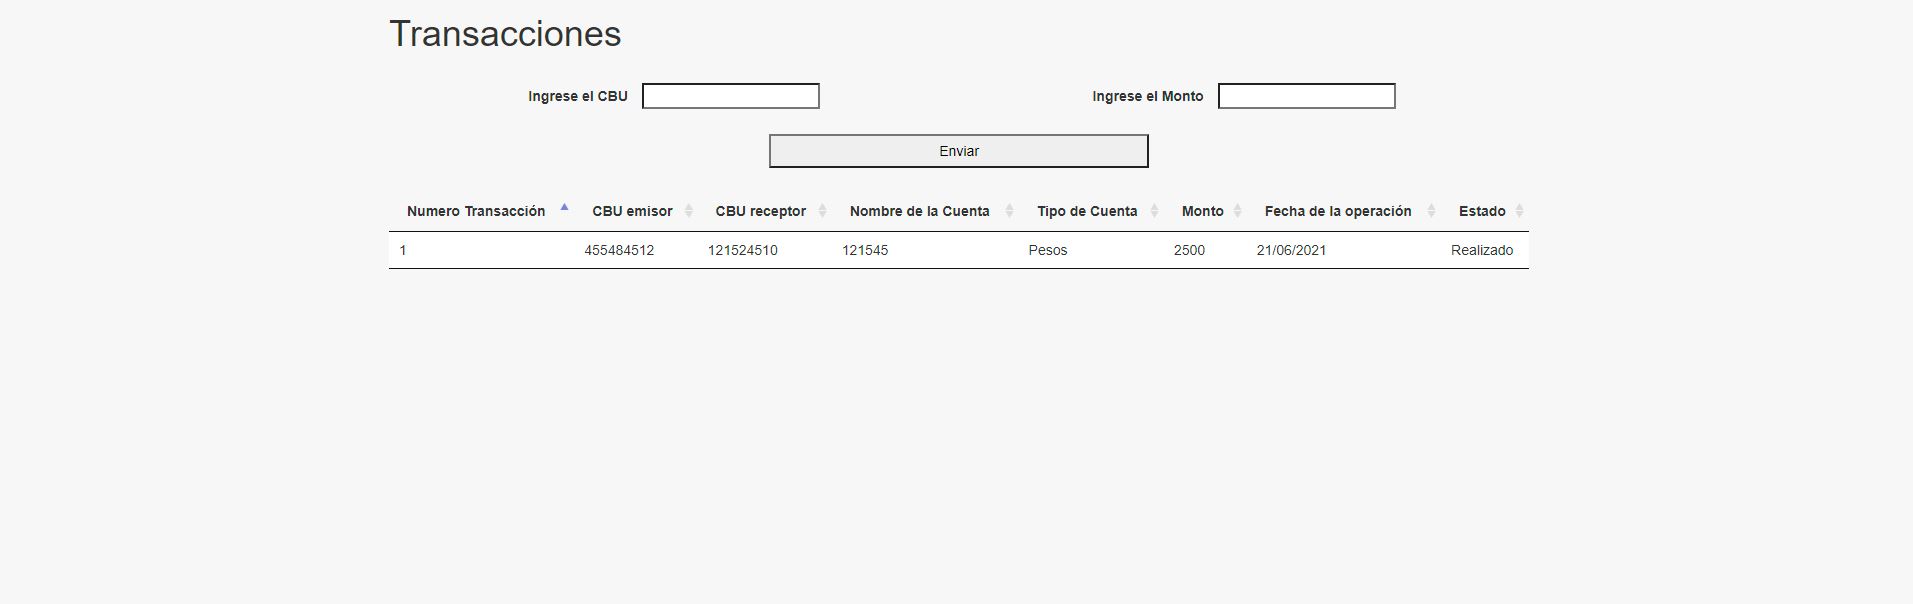 Transacciones
Ingrese el CBU Ingrese el Monto
Enviar
Numero Transacción CBU emisor CBU receptor Nombre de la Cuenta Tipo de Cuenta Monto Fecha de la operación Estado
1 455484512 121524510 121545 Pesos 2500 21/06/2021 Realizado